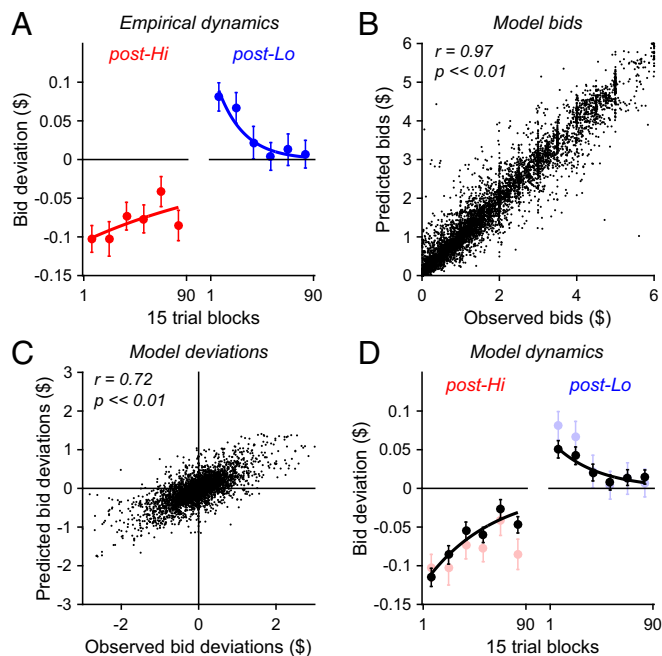 A
Empirical dynamics
post-Hi
post-Lo
Bid deviation ($)
0.1
0.05
0
-0.05
-0.1
-0.15
1
90
1
90
15 trial blocks
B
Model bids
r = 0.97
p << 0.01
Predicted bids ($)
6
5
4
3
2
1
0
0
2
4
6
Observed bids ($)
C
Model deviations
r = 0.72
p << 0.01
Predicted bid deviations ($)
3
2
1
0
-1
-2
-3
-2
0
2
Observed bid deviations ($)
D
Model dynamics
post-Hi
post-Lo
Bid deviation ($)
0.1
0.05
0
-0.05
-0.1
-0.15
1
90
1
90
15 trial blocks